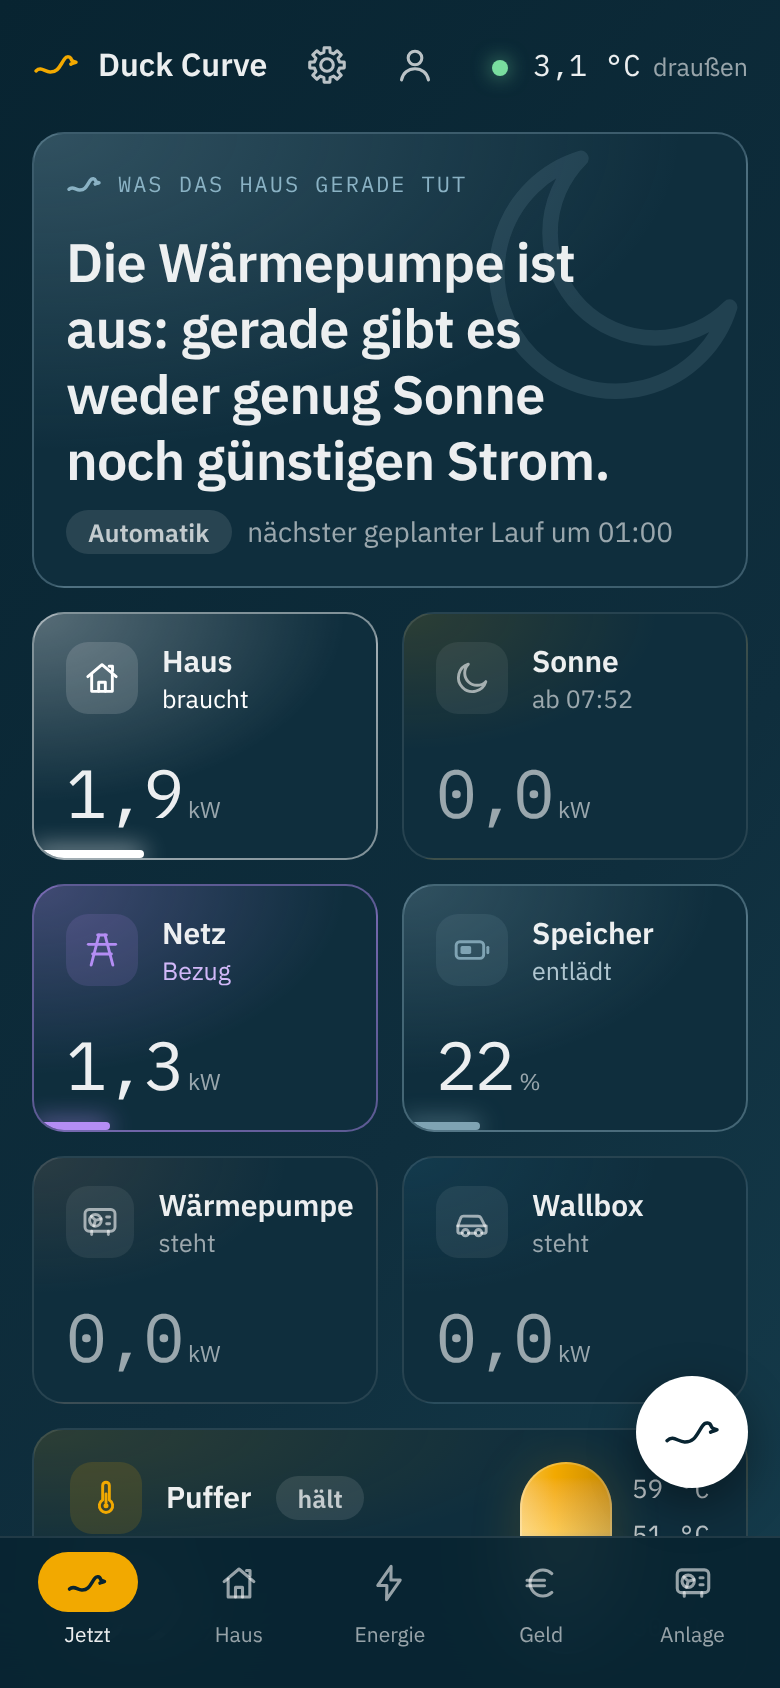 Duck Curve
3,1 °C draußen
WAS DAS HAUS GERADE TUT
Die Wärmepumpe ist
aus: gerade gibt es
weder genug Sonne
noch günstigen Strom.
Automatik nächster geplanter Lauf um 01:00
Haus
braucht
1,9 kW
Sonne
ab 07:52
0,0 kW
Netz
Bezug
1,3 kW
Speicher
entlädt
22 %
Wärmepumpe
steht
0,0 kW
Wallbox
steht
0,0 kW
Puffer hält
59 °C
51 °C
Jetzt
Haus
Energie
Geld
Anlage